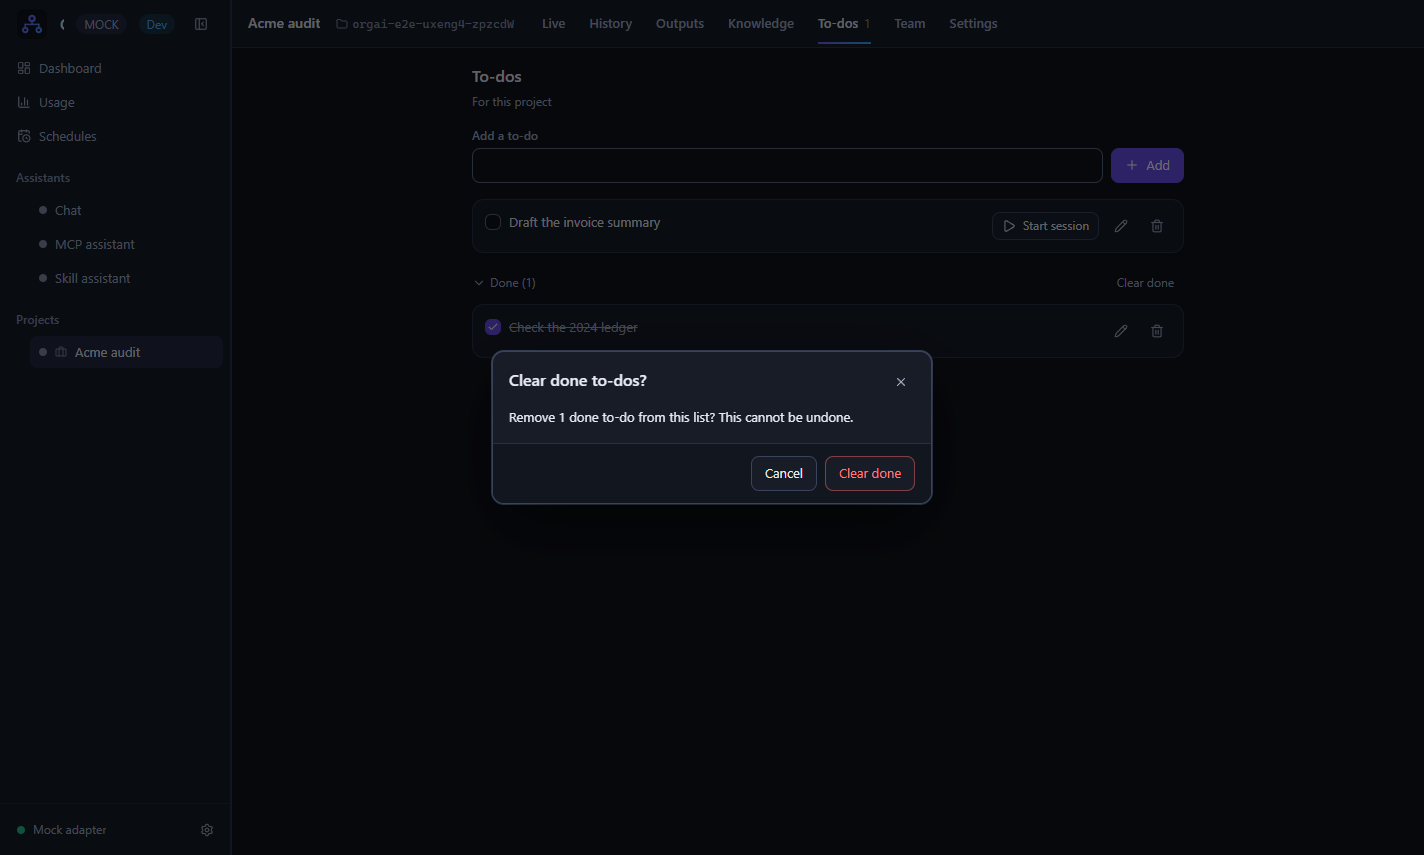 MOCK Dev
Acme audit orgai-e2e-uxeng4-zpzcdW Live History Outputs Knowledge To-dos 1 Team Settings
Dashboard
Usage
Schedules
Assistants
Chat
MCP assistant
Skill assistant
Projects
Acme audit
Mock adapter
To-dos
For this project
Add a to-do
Add
Draft the invoice summary Start session
Done (1) Clear done
Check the 2024 ledger
Clear done to-dos?
Remove 1 done to-do from this list? This cannot be undone.
Cancel Clear done